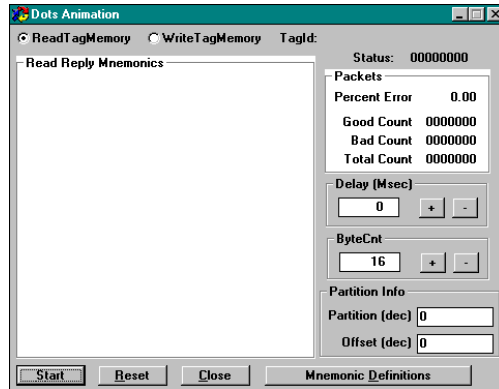 Dots Animation
ReadTagMemory WriteTagMemory TagId:
Status: 00000000
Read Reply Mnemonics
Packets
Percent Error 0.00
Good Count 0000000
Bad Count 0000000
Total Count 0000000
Delay (Msec)
0 + -
ByteCnt
16 + -
Partition Info
Partition (dec) 0
Offset (dec) 0
Start Reset Close Mnemonic Definitions